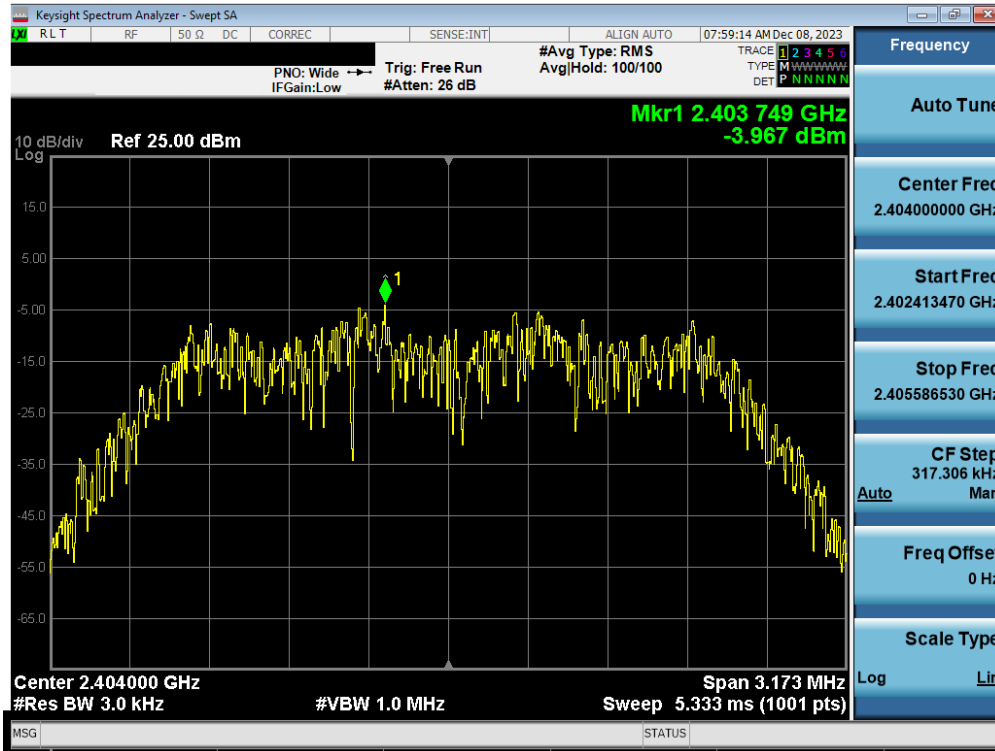 Keysight Spectrum Analyzer - Swept SA
LXI RLT RF 50 Ω DC CORREC SENSE:INT ALIGN AUTO 07:59:14 AM Dec 08, 2023
PNO: Wide
IFGain:Low
Trig: Free Run
#Atten: 26 dB
#Avg Type: RMS
Avg|Hold: 100/100
TRACE 1 2 3 4 5 6
TYPE M W W W W W
DET P N N N N N
Mkr1 2.403 749 GHz
-3.967 dBm
10 dB/div Ref 25.00 dBm
Log
15.0
5.00
-5.00
-15.0
-25.0
-35.0
-45.0
-55.0
-65.0
1
Center 2.404000 GHz Span 3.173 MHz
#Res BW 3.0 kHz #VBW 1.0 MHz Sweep 5.333 ms (1001 pts)
MSG STATUS
Frequency
Auto Tune
Center Freq
2.404000000 GHz
Start Freq
2.402413470 GHz
Stop Freq
2.405586530 GHz
CF Step
317.306 kHz
Auto Man
Freq Offset
0 Hz
Scale Type
Log Lin